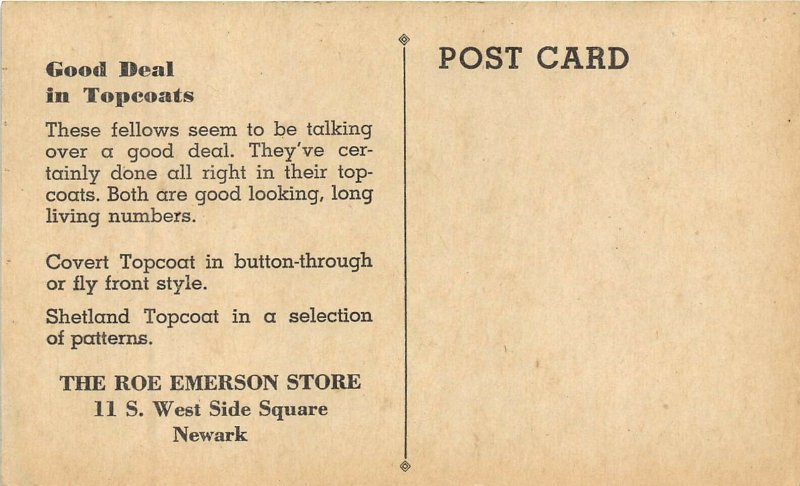 Good Deal
in Topcoats
These fellows seem to be talking
over a good deal. They've cer-
tainly done all right in their top-
coats. Both are good looking, long
living numbers.
Covert Topcoat in button-through
or fly front style.
Shetland Topcoat in a selection
of patterns.
THE ROE EMERSON STORE
11 S. West Side Square
Newark
POST CARD